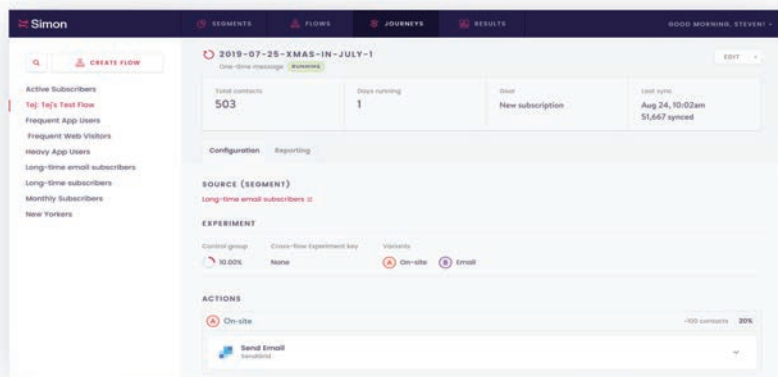 Simon
SEGMENTS
FLOWS
JOURNEYS
RESULTS
GOOD MORNING, STEVEN!
CREATE FLOW
Active Subscribers
Tej: Tej's Test Flow
Frequent App Users
Frequent Web Visitors
Heavy App Users
Long-time email subscribers
Long-time subscribers
Monthly Subscribers
New Yorkers
2019-07-25-XMAS-IN-JULY-1
One-time message RUNNING
EDIT
Total contacts
503
Days running
1
Goal
New subscription
Last sync
Aug 24, 10:02am
51,667 synced
Configuration Reporting
SOURCE (SEGMENT)
Long-time email subscribers
EXPERIMENT
Control group
10.00%
Cross-flow Experiment key
None
Variants
A On-site B Email
ACTIONS
A On-site ~100 contacts 20%
Send Email
SendGrid